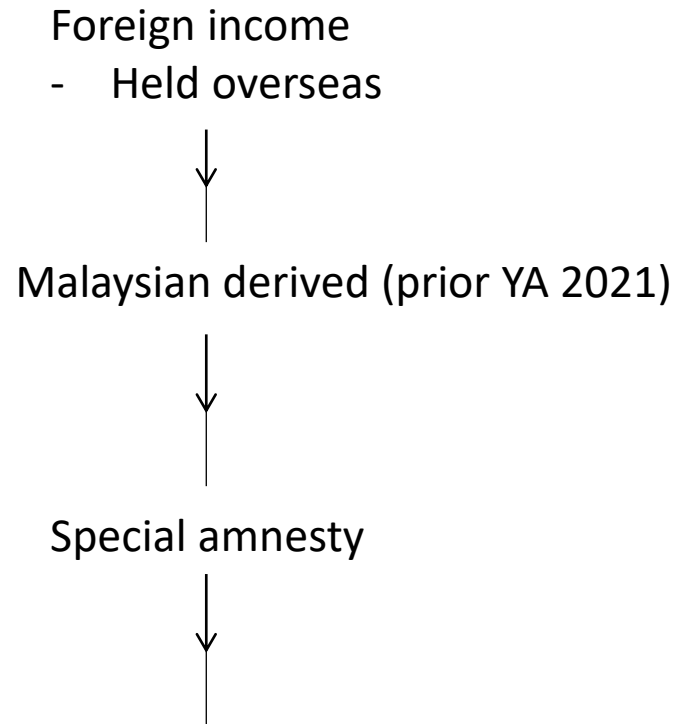 Foreign income
- Held overseas
Malaysian derived (prior YA 2021)
Special amnesty